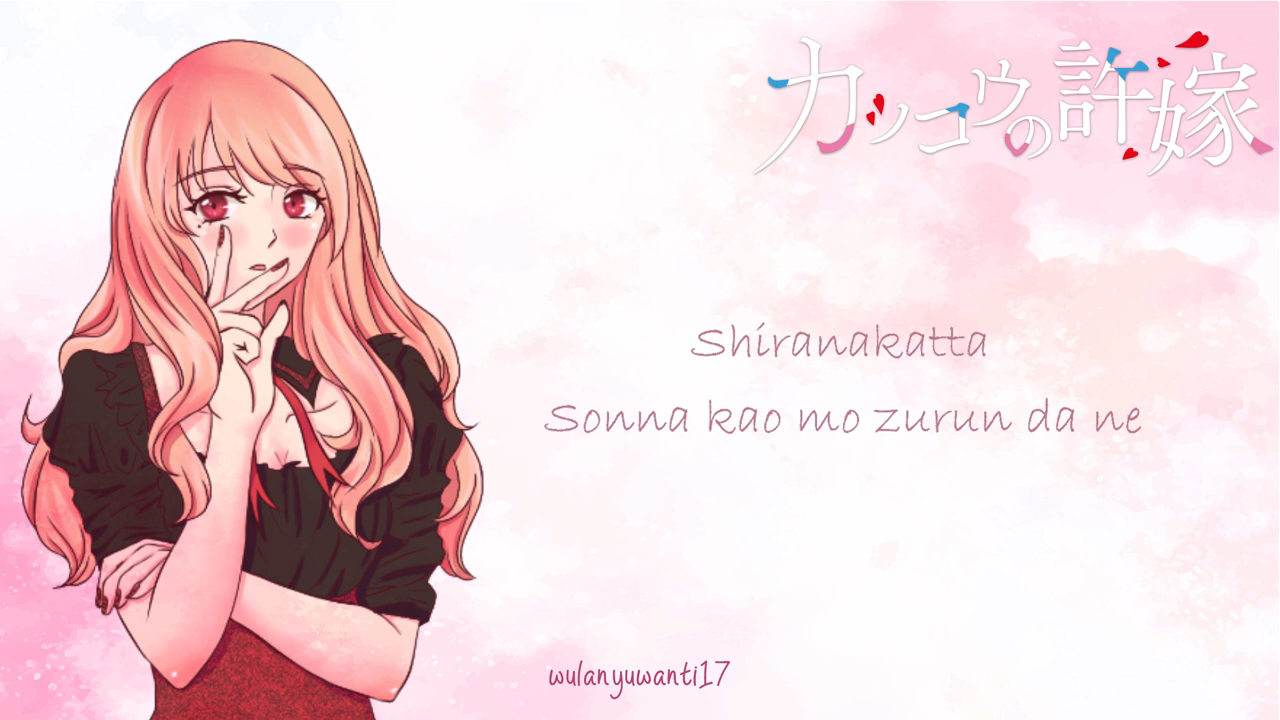 カッコウの許嫁
Shiranakatta
Sonna kao mo zurun da ne
wulanyuwanti17